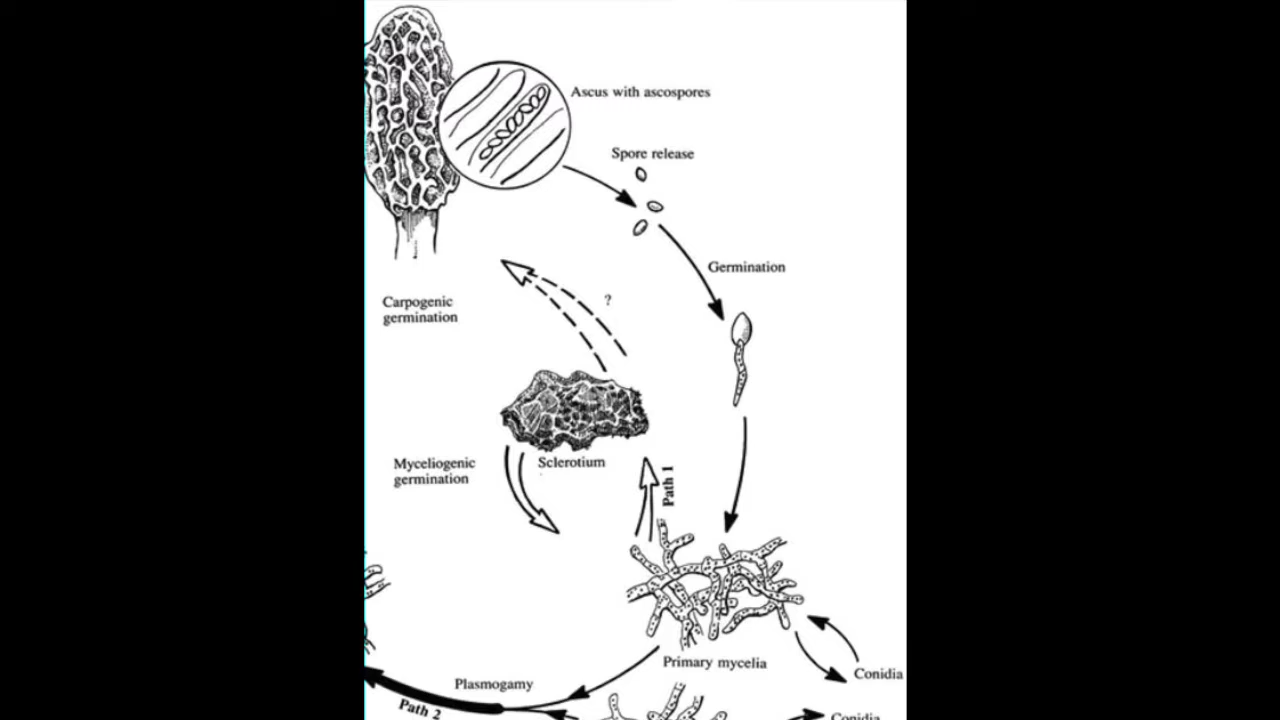 Ascus with ascospores
Spore release
Germination
?
Carpogenic
germination
Myceliogenic
germination
Sclerotium
Path 1
Primary mycelia
Conidia
Plasmogamy
Path 2
Conidia